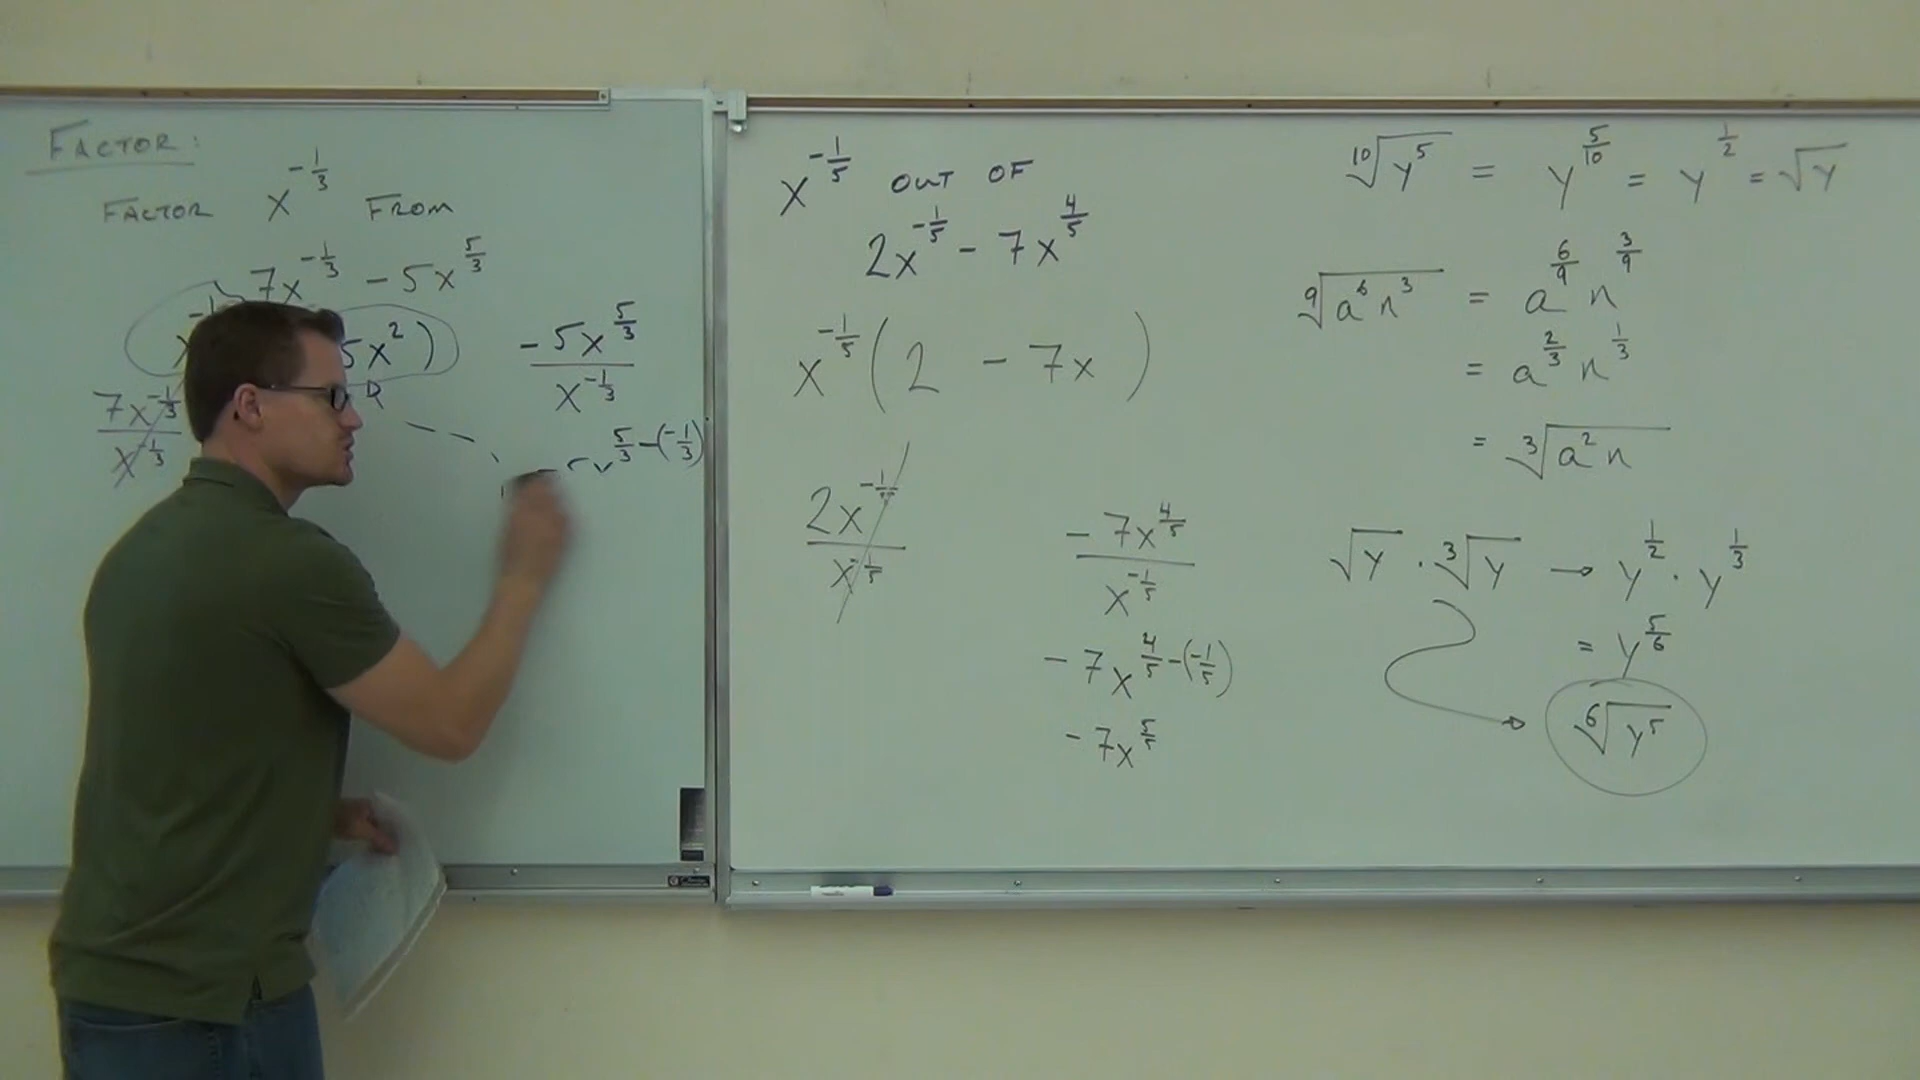 FACTOR:
FACTOR x^{-1/3} FROM
7x^{-1/3} - 5x^{5/3}
5x^2)
7x^{-1/3} / x^{-1/3}
-5x^{5/3} / x^{-1/3}
5/3 - (-1/3)
x^{-1/5} OUT OF
2x^{-1/5} - 7x^{4/5}
x^{-1/5}(2 - 7x)
2x^{-1/5} / x^{-1/5}
-7x^{4/5} / x^{-1/5}
-7x^{4/5 - (-1/5)}
-7x^{5/5}
¹⁰√(y^5) = y^{5/10} = y^{1/2} = √y
⁹√(a^6 n^3) = a^{6/9} n^{3/9}
= a^{2/3} n^{1/3}
= ³√(a^2 n)
√y · ³√y → y^{1/2} · y^{1/3}
= y^{5/6}
⁶√(y^5)